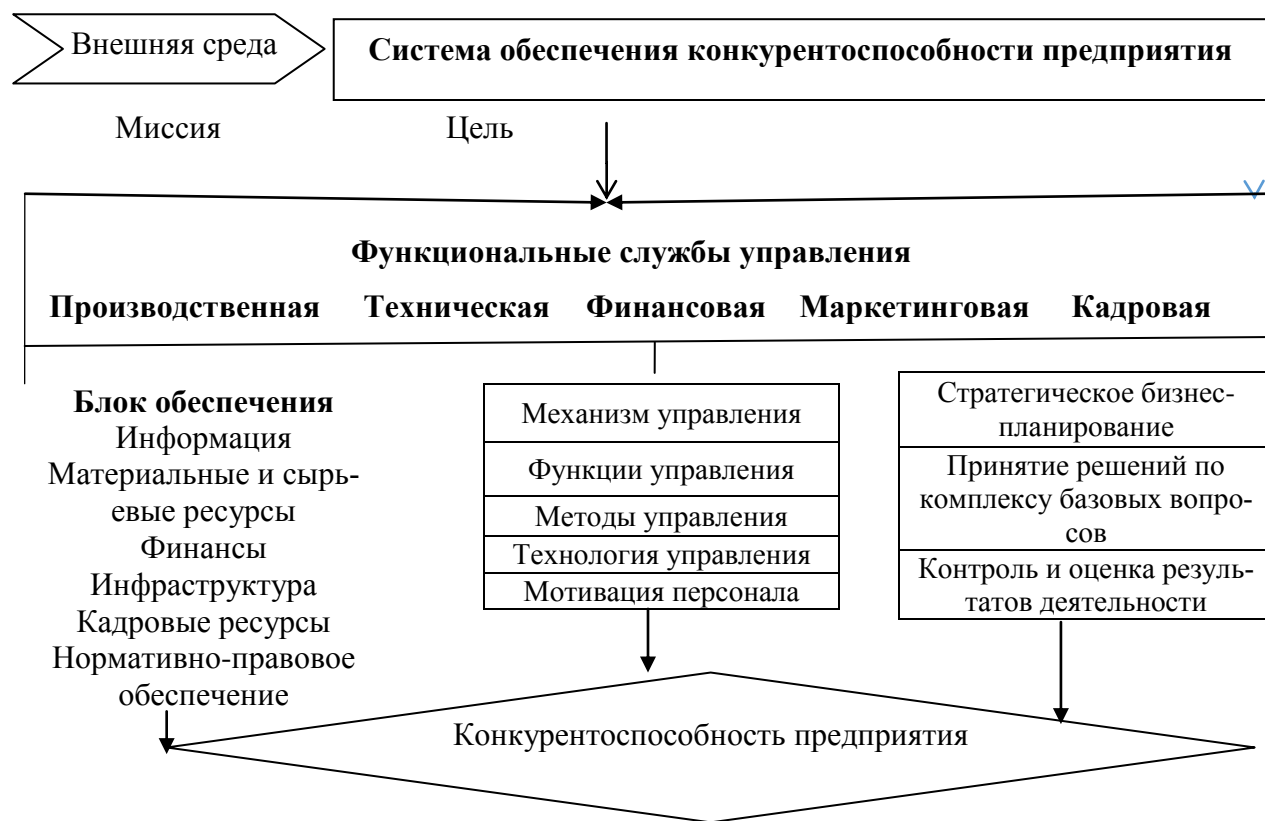 Внешняя среда
Система обеспечения конкурентоспособности предприятия
Миссия
Цель
Функциональные службы управления
Производственная Техническая Финансовая Маркетинговая Кадровая
Блок обеспечения
Информация
Материальные и сырь-
евые ресурсы
Финансы
Инфраструктура
Кадровые ресурсы
Нормативно-правовое
обеспечение
Механизм управления
Функции управления
Методы управления
Технология управления
Мотивация персонала
Стратегическое бизнес-
планирование
Принятие решений по
комплексу базовых вопро-
сов
Контроль и оценка резуль-
татов деятельности
Конкурентоспособность предприятия